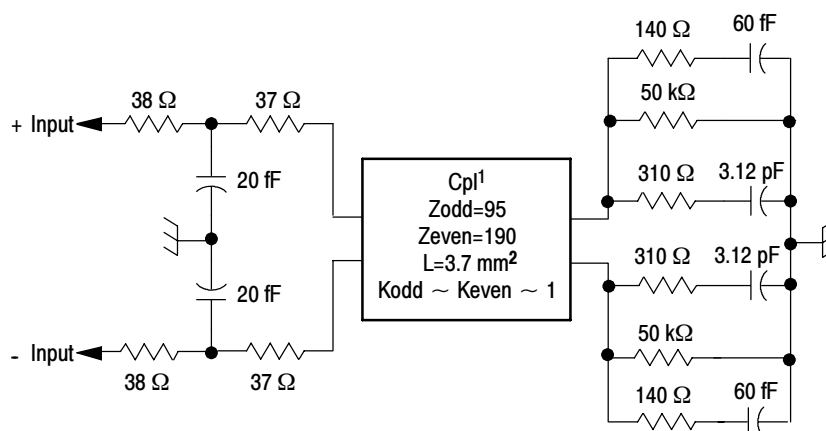 140 Ω 60 fF
38 Ω 37 Ω 50 kΩ
+ Input
20 fF
310 Ω 3.12 pF
Cpl¹
Zodd=95
Zeven=190
L=3.7 mm²
Kodd ~ Keven ~ 1
310 Ω 3.12 pF
20 fF
50 kΩ
- Input
38 Ω 37 Ω
140 Ω 60 fF